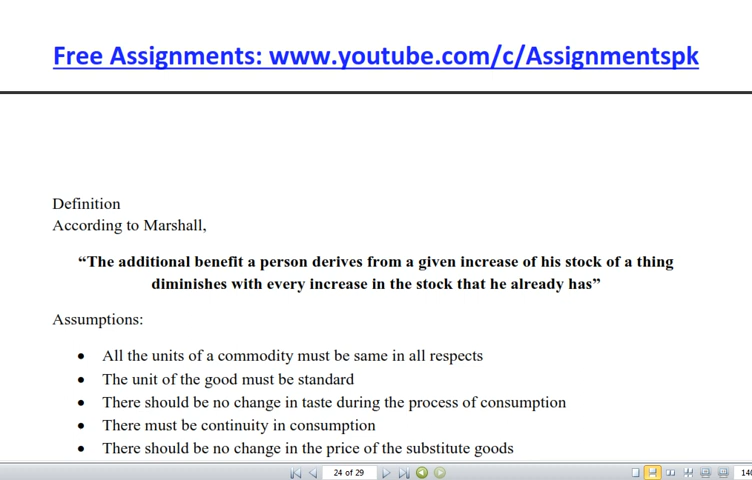 Free Assignments: www.youtube.com/c/Assignmentspk
Definition
According to Marshall,
“The additional benefit a person derives from a given increase of his stock of a thing
diminishes with every increase in the stock that he already has”
Assumptions:
• All the units of a commodity must be same in all respects
• The unit of the good must be standard
• There should be no change in taste during the process of consumption
• There must be continuity in consumption
• There should be no change in the price of the substitute goods
24 of 29